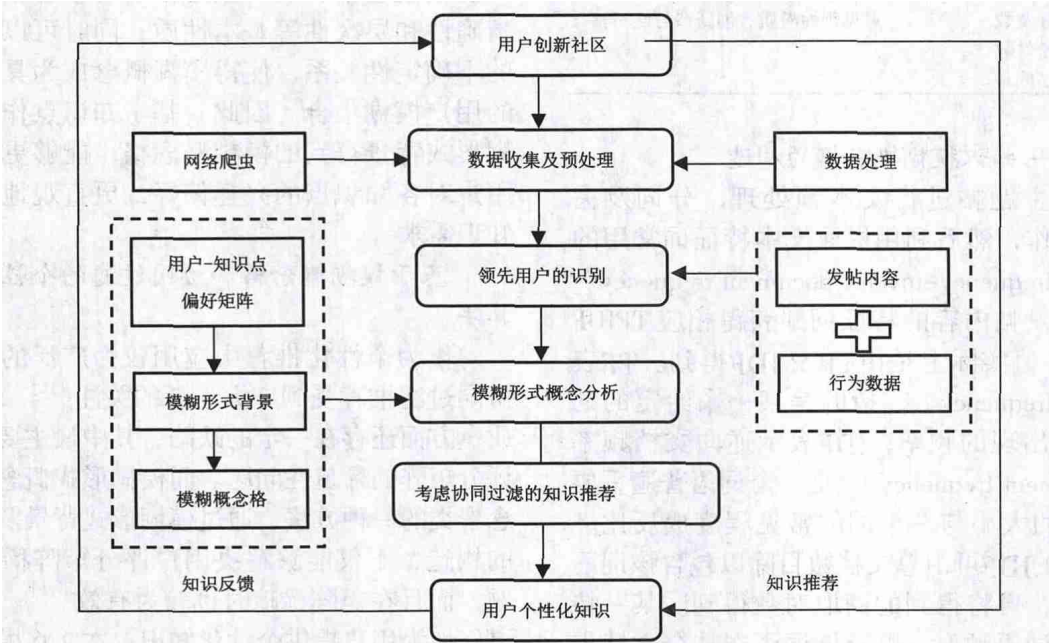 用户创新社区
网络爬虫
数据收集及预处理
数据处理
用户-知识点
偏好矩阵
领先用户的识别
发帖内容
行为数据
模糊形式背景
模糊形式概念分析
模糊概念格
考虑协同过滤的知识推荐
知识反馈
知识推荐
用户个性化知识